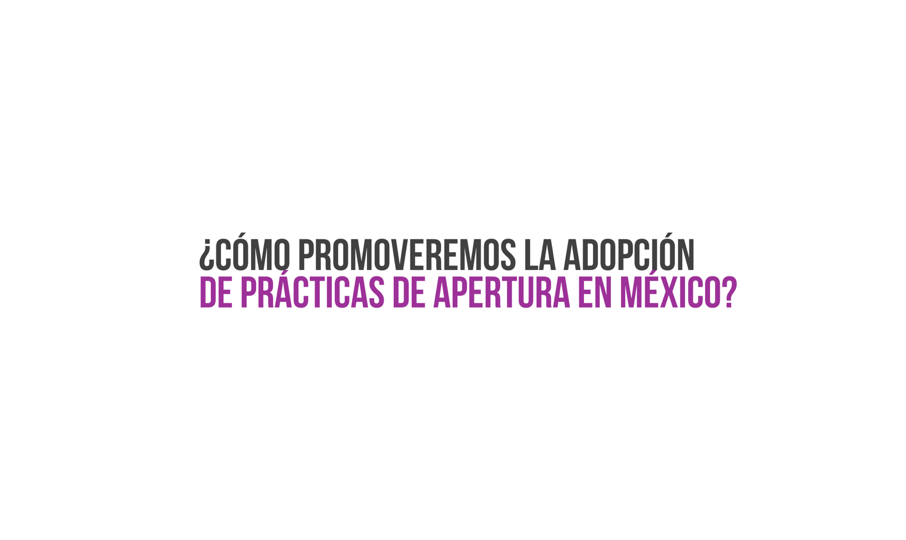 ¿CÓMO PROMOVEREMOS LA ADOPCIÓN
DE PRÁCTICAS DE APERTURA EN MÉXICO?